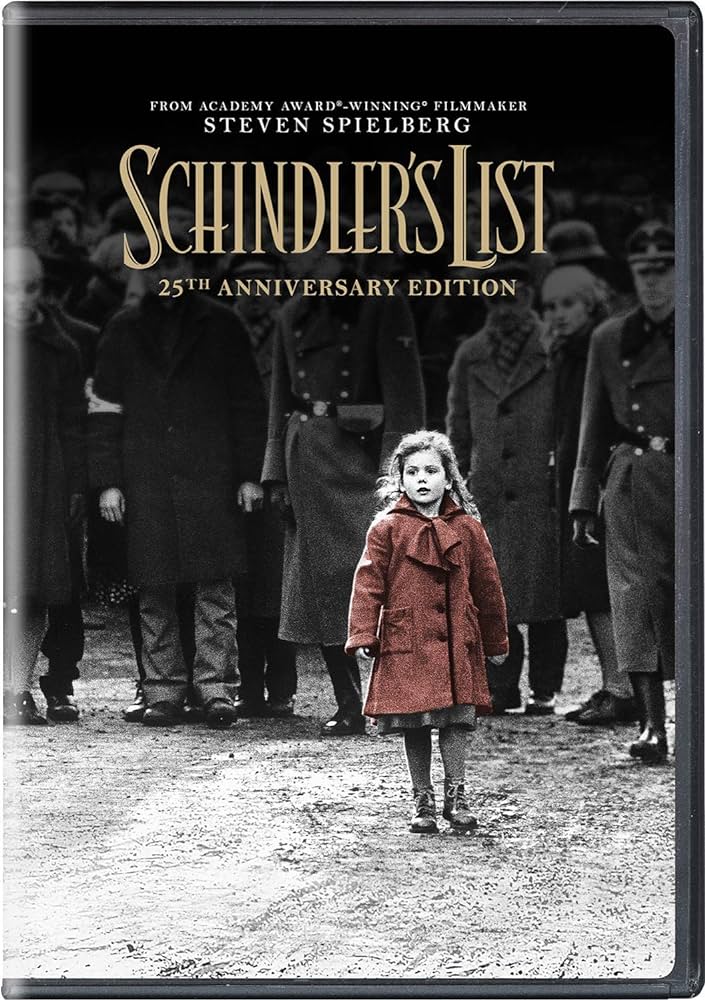 FROM ACADEMY AWARD®-WINNING® FILMMAKER
STEVEN SPIELBERG
SCHINDLER'S LIST
25TH ANNIVERSARY EDITION